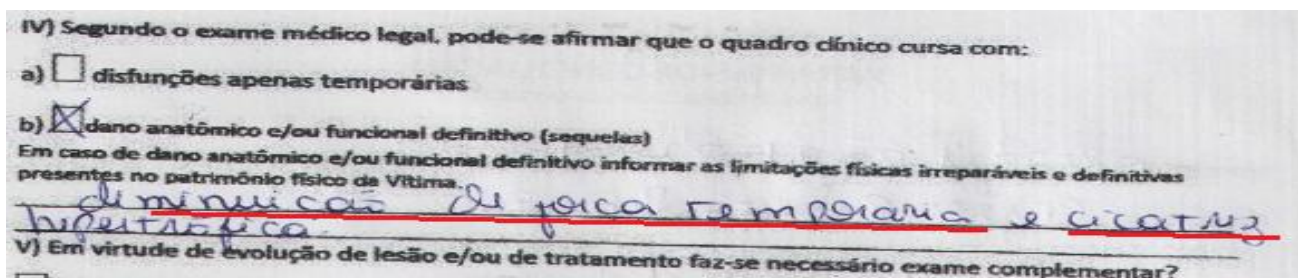 IV) Segundo o exame médico legal, pode-se afirmar que o quadro clínico cursa com:
a) disfunções apenas temporárias
b) dano anatômico e/ou funcional definitivo (sequelas)
Em caso de dano anatômico e/ou funcional definitivo informar as limitações físicas irreparáveis e definitivas
presentes no patrimônio físico da Vítima.
diminuição de força temporaria e cicatriz
hipertrófica.
V) Em virtude de evolução de lesão e/ou de tratamento faz-se necessário exame complementar?